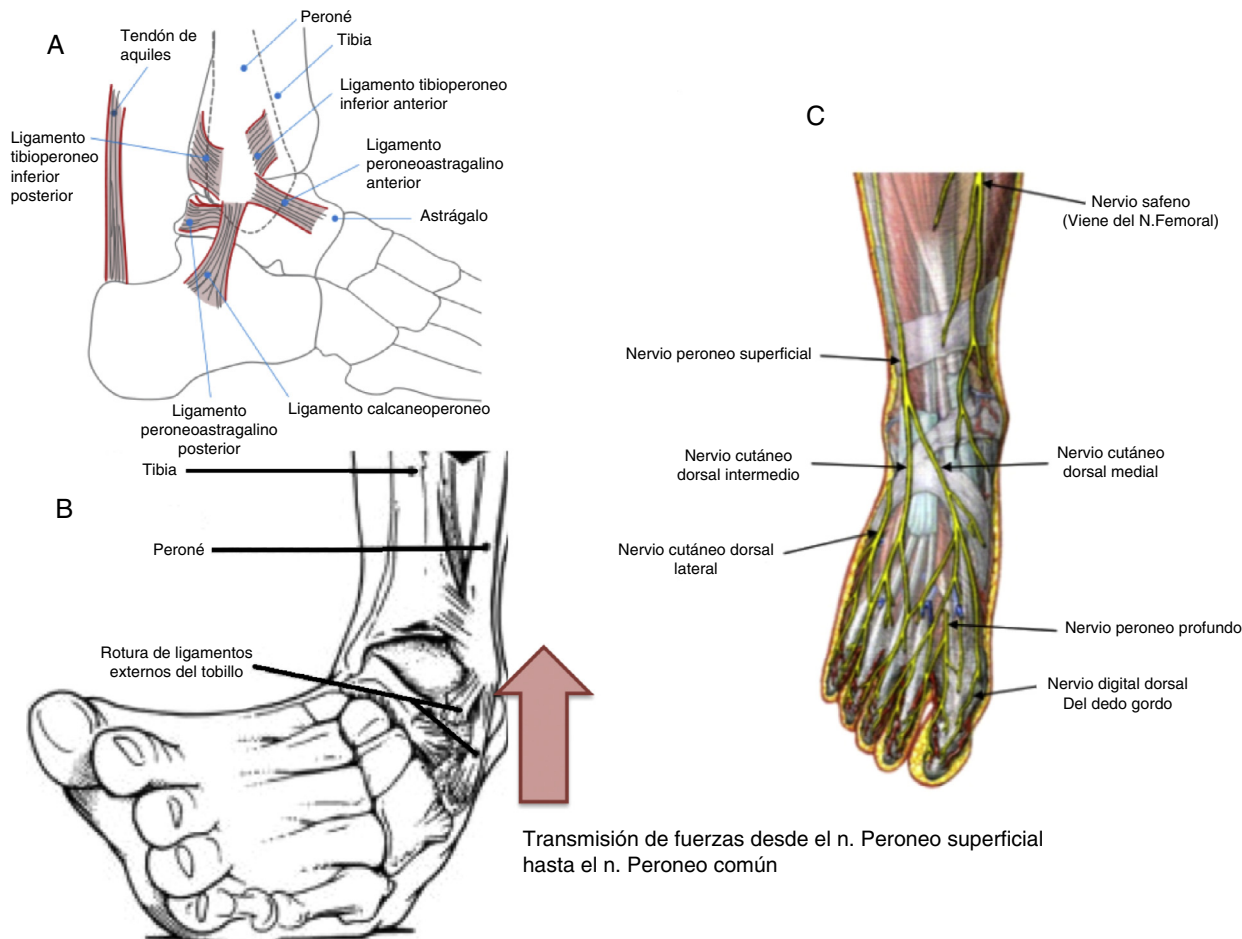 A
Peroné
Tendón de
aquiles
Tibia
Ligamento tibioperoneo
inferior anterior
Ligamento
tibioperoneo
inferior
posterior
Ligamento
peroneoastragalino
anterior
Astrágalo
Ligamento
peroneoastragalino
posterior
Ligamento calcaneoperoneo
B
Tibia
Peroné
Rotura de ligamentos
externos del tobillo
Transmisión de fuerzas desde el n. Peroneo superficial
hasta el n. Peroneo común
C
Nervio safeno
(Viene del N.Femoral)
Nervio peroneo superficial
Nervio cutáneo
dorsal intermedio
Nervio cutáneo
dorsal medial
Nervio cutáneo dorsal
lateral
Nervio peroneo profundo
Nervio digital dorsal
Del dedo gordo